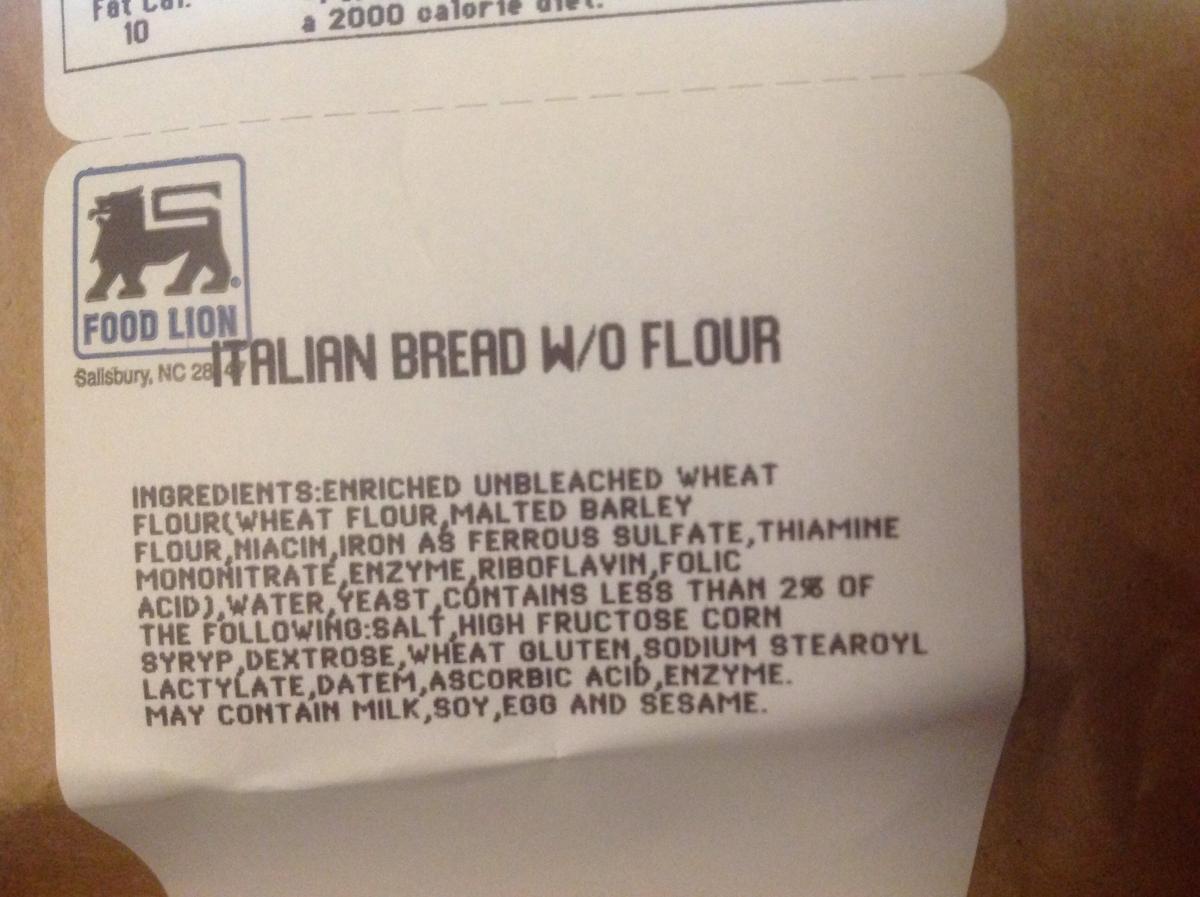 Fat Cal.
10
a 2000 calorie diet.
FOOD LION
Salisbury, NC 28
ITALIAN BREAD W/O FLOUR
INGREDIENTS:ENRICHED UNBLEACHED WHEAT
FLOUR(WHEAT FLOUR,MALTED BARLEY
FLOUR,NIACIN,IRON AS FERROUS SULFATE,THIAMINE
MONONITRATE,ENZYME,RIBOFLAVIN,FOLIC
ACID),WATER,YEAST,CONTAINS LESS THAN 2% OF
THE FOLLOWING:SALT,HIGH FRUCTOSE CORN
SYRYP,DEXTROSE,WHEAT GLUTEN,SODIUM STEAROYL
LACTYLATE,DATEM,ASCORBIC ACID,ENZYME.
MAY CONTAIN MILK,SOY,EGG AND SESAME.